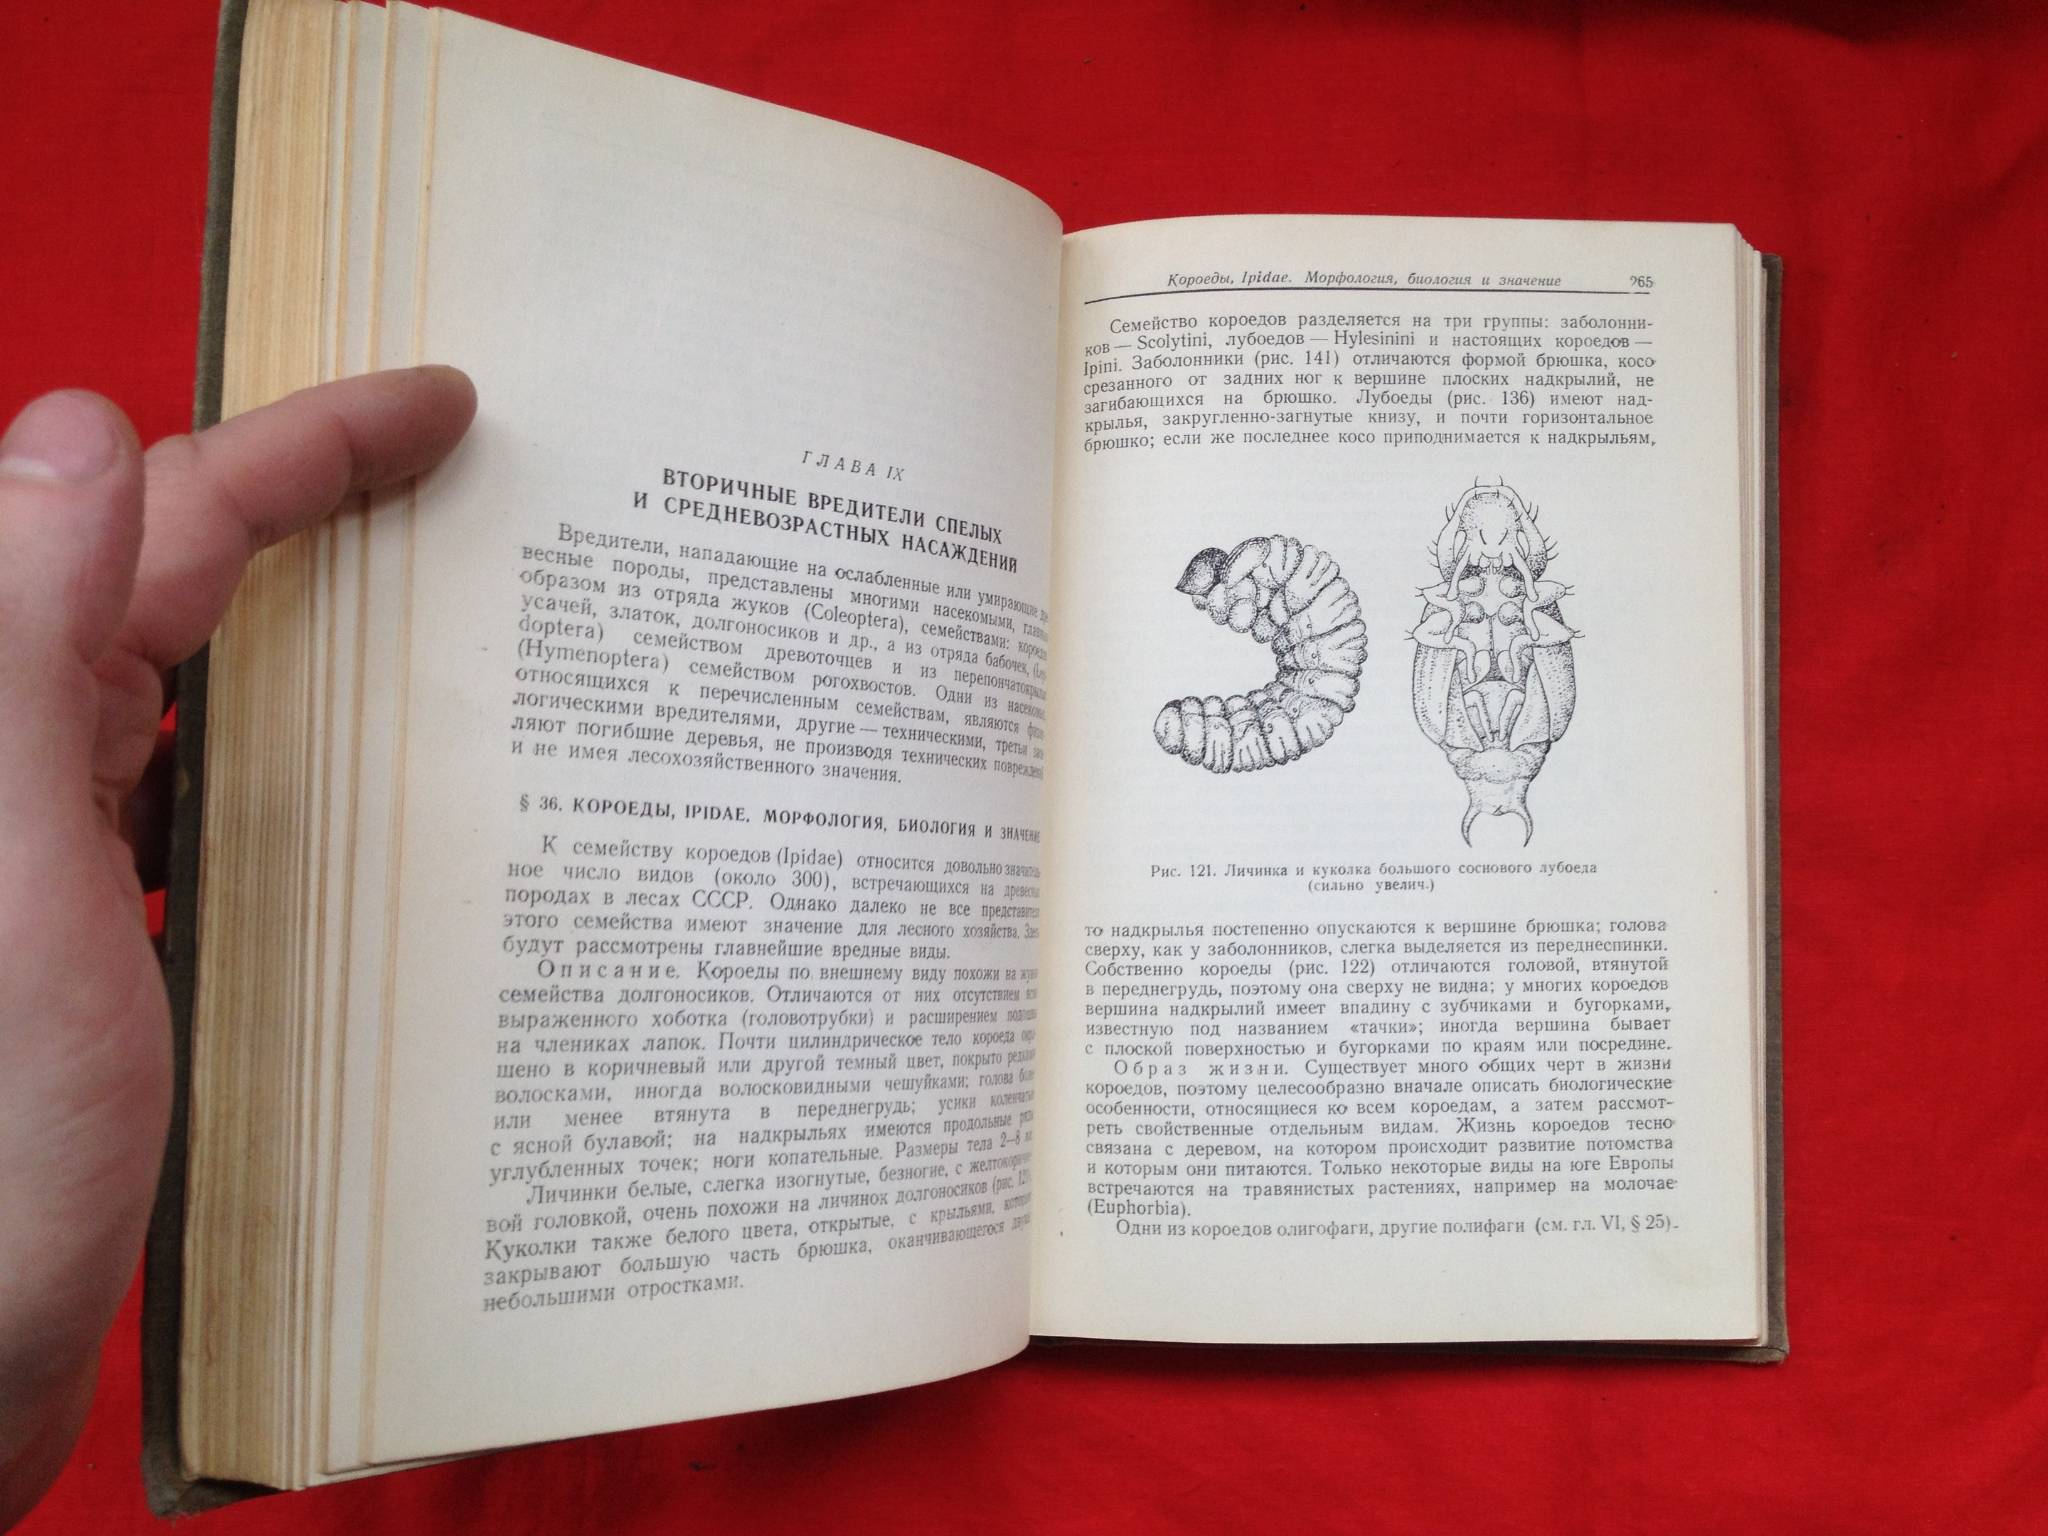 ГЛАВА IX
ВТОРИЧНЫЕ ВРЕДИТЕЛИ СПЕЛЫХ
И СРЕДНЕВОЗРАСТНЫХ НАСАЖДЕНИЙ
Вредители, нападающие на ослабленные или умирающие
весные породы, представлены многими насекомыми,
образом из отряда жуков (Coleoptera), семействами:
усачей, златок, долгоносиков и др., а из отряда бабочек,
doptera) семейством древоточцев и из
(Hymenoptera) семейством рогохвостов. Одни из
относящихся к перечисленным семействам, являются
логическими вредителями, другие — техническими, третьи
ляют погибшие деревья, не производя технических
и не имея лесохозяйственного значения.
§ 36. КОРОЕДЫ, IPIDAE. МОРФОЛОГИЯ, БИОЛОГИЯ И ЗНАЧЕНИЕ
К семейству короедов (Ipidae) относится довольно
ное число видов (около 300), встречающихся на
породах в лесах СССР. Однако далеко не все
этого семейства имеют значение для лесного хозяйства.
будут рассмотрены главнейшие вредные виды.
Описание. Короеды по внешнему виду похожи на
семейства долгоносиков. Отличаются от них отсутствием
выраженного хоботка (головотрубки) и расширением
на члениках лапок. Почти цилиндрическое тело короеда
шено в коричневый или другой темный цвет, покрыто
волосками, иногда волосковидными чешуйками; голова
или менее втянута в переднегрудь; усики
с ясной булавой; на надкрыльях имеются продольные ряды
углубленных точек; ноги копательные. Размеры тела 2—8
Личинки белые, слегка изогнутые, безногие, с
вой головкой, очень похожи на личинок долгоносиков (рис.
Куколки также белого цвета, открытые, с крыльями,
закрывают большую часть брюшка, оканчивающегося
небольшими отростками.
Короеды, Ipidae. Морфология, биология и значение 265
Семейство короедов разделяется на три группы: заболонни-
ков — Scolytini, лубоедов — Hylesinini и настоящих короедов —
Ipini. Заболонники (рис. 141) отличаются формой брюшка, косо
срезанного от задних ног к вершине плоских надкрылий, не
загибающихся на брюшко. Лубоеды (рис. 136) имеют над-
крылья, закругленно-загнутые книзу, и почти горизонтальное
брюшко; если же последнее косо приподнимается к надкрыльям,
Рис. 121. Личинка и куколка большого соснового лубоеда
(сильно увелич.)
то надкрылья постепенно опускаются к вершине брюшка; голова
сверху, как у заболонников, слегка выделяется из переднеспинки.
Собственно короеды (рис. 122) отличаются головой, втянутой
в переднегрудь, поэтому она сверху не видна; у многих короедов
вершина надкрылий имеет впадину с зубчиками и бугорками,
известную под названием «тачки»; иногда вершина бывает
с плоской поверхностью и бугорками по краям или посредине.
Образ жизни. Существует много общих черт в жизни
короедов, поэтому целесообразно вначале описать биологические
особенности, относящиеся ко всем короедам, а затем рассмот-
реть свойственные отдельным видам. Жизнь короедов тесно
связана с деревом, на котором происходит развитие потомства
и которым они питаются. Только некоторые виды на юге Европы
встречаются на травянистых растениях, например на молочае
(Euphorbia).
Одни из короедов олигофаги, другие полифаги (см. гл. VI, § 25).